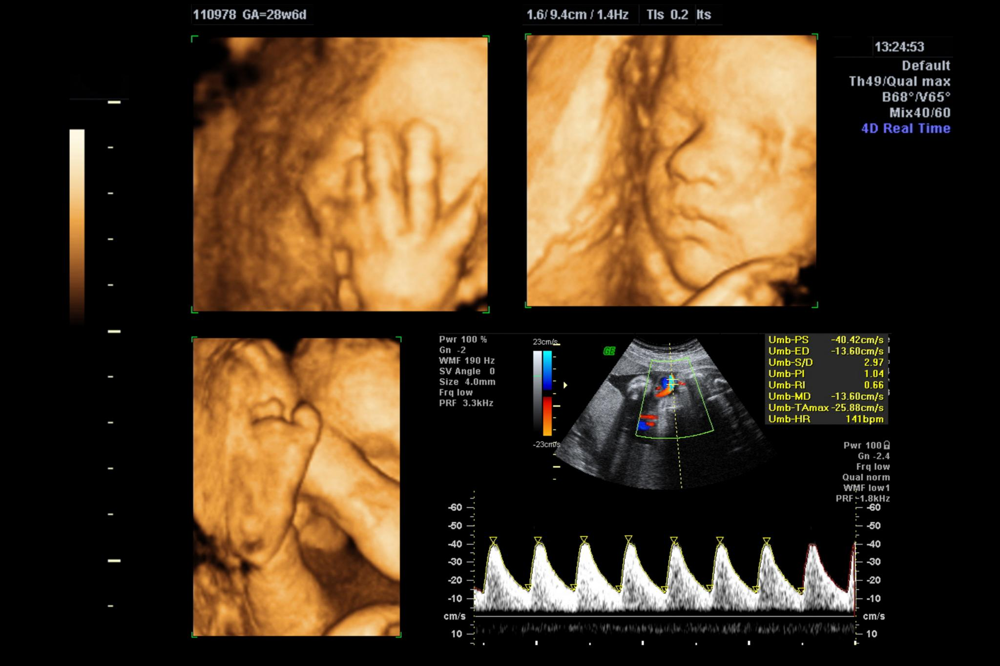 110978 GA=28w6d
1.6/ 9.4cm / 1.4Hz TIs 0.2 Its
13:24:53
Default
Th49/Qual max
B68°/V65°
Mix40/60
4D Real Time
Pwr 100 %
Gn -2
WMF 190 Hz
SV Angle 0
Size 4.0mm
Frq low
PRF 3.3kHz
23cm/s
-23cm/s
GE
Umb-PS -40.42cm/s
Umb-ED -13.60cm/s
Umb-S/D 2.97
Umb-PI 1.04
Umb-RI 0.66
Umb-MD -13.60cm/s
Umb-TAmax -25.88cm/s
Umb-HR 141bpm
Pwr 100
Gn -2.4
Frq low
Qual norm
WMF low1
PRF 1.8kHz
-60 -60
-50 -50
-40 -40
-30 -30
-20 -20
-10 -10
cm/s cm/s
10 10